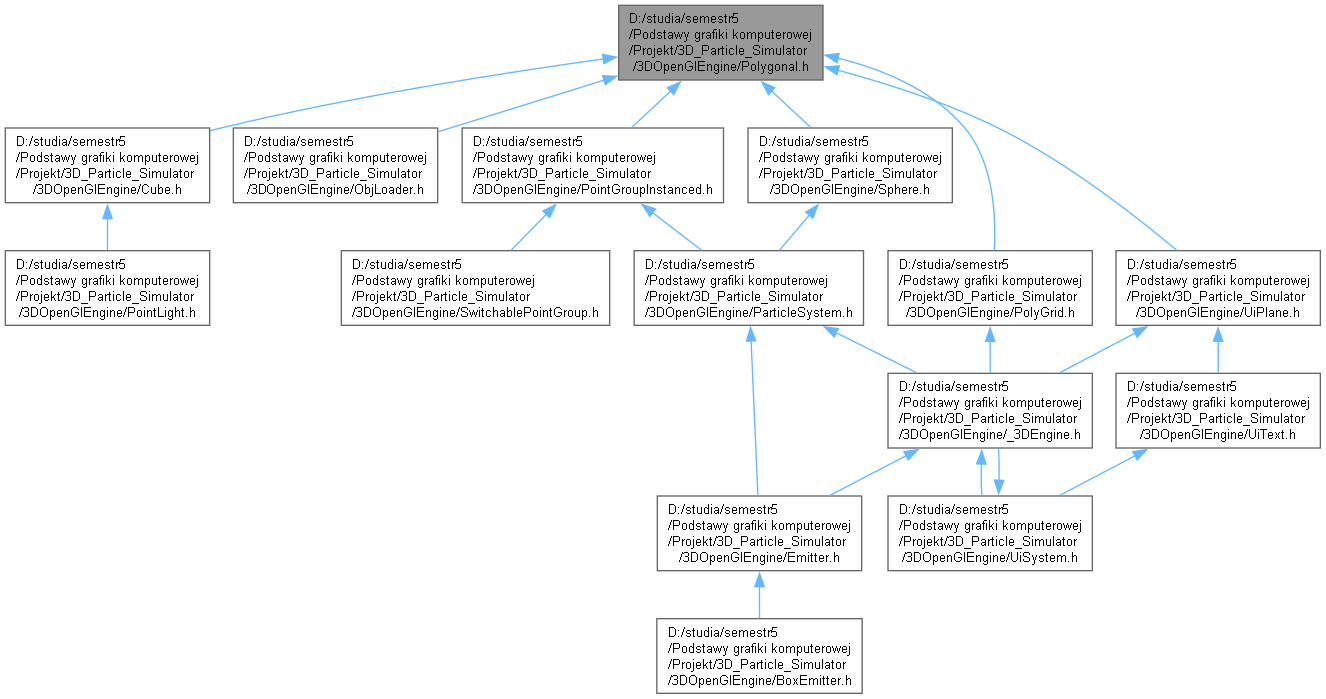 D:/studia/semestr5
/Podstawy grafiki komputerowej
/Projekt/3D_Particle_Simulator
/3DOpenGlEngine/Polygonal.h
D:/studia/semestr5
/Podstawy grafiki komputerowej
/Projekt/3D_Particle_Simulator
/3DOpenGlEngine/Cube.h
D:/studia/semestr5
/Podstawy grafiki komputerowej
/Projekt/3D_Particle_Simulator
/3DOpenGlEngine/ObjLoader.h
D:/studia/semestr5
/Podstawy grafiki komputerowej
/Projekt/3D_Particle_Simulator
/3DOpenGlEngine/PointGroupInstanced.h
D:/studia/semestr5
/Podstawy grafiki komputerowej
/Projekt/3D_Particle_Simulator
/3DOpenGlEngine/Sphere.h
D:/studia/semestr5
/Podstawy grafiki komputerowej
/Projekt/3D_Particle_Simulator
/3DOpenGlEngine/PointLight.h
D:/studia/semestr5
/Podstawy grafiki komputerowej
/Projekt/3D_Particle_Simulator
/3DOpenGlEngine/SwitchablePointGroup.h
D:/studia/semestr5
/Podstawy grafiki komputerowej
/Projekt/3D_Particle_Simulator
/3DOpenGlEngine/ParticleSystem.h
D:/studia/semestr5
/Podstawy grafiki komputerowej
/Projekt/3D_Particle_Simulator
/3DOpenGlEngine/PolyGrid.h
D:/studia/semestr5
/Podstawy grafiki komputerowej
/Projekt/3D_Particle_Simulator
/3DOpenGlEngine/UiPlane.h
D:/studia/semestr5
/Podstawy grafiki komputerowej
/Projekt/3D_Particle_Simulator
/3DOpenGlEngine/_3DEngine.h
D:/studia/semestr5
/Podstawy grafiki komputerowej
/Projekt/3D_Particle_Simulator
/3DOpenGlEngine/UiText.h
D:/studia/semestr5
/Podstawy grafiki komputerowej
/Projekt/3D_Particle_Simulator
/3DOpenGlEngine/Emitter.h
D:/studia/semestr5
/Podstawy grafiki komputerowej
/Projekt/3D_Particle_Simulator
/3DOpenGlEngine/UiSystem.h
D:/studia/semestr5
/Podstawy grafiki komputerowej
/Projekt/3D_Particle_Simulator
/3DOpenGlEngine/BoxEmitter.h